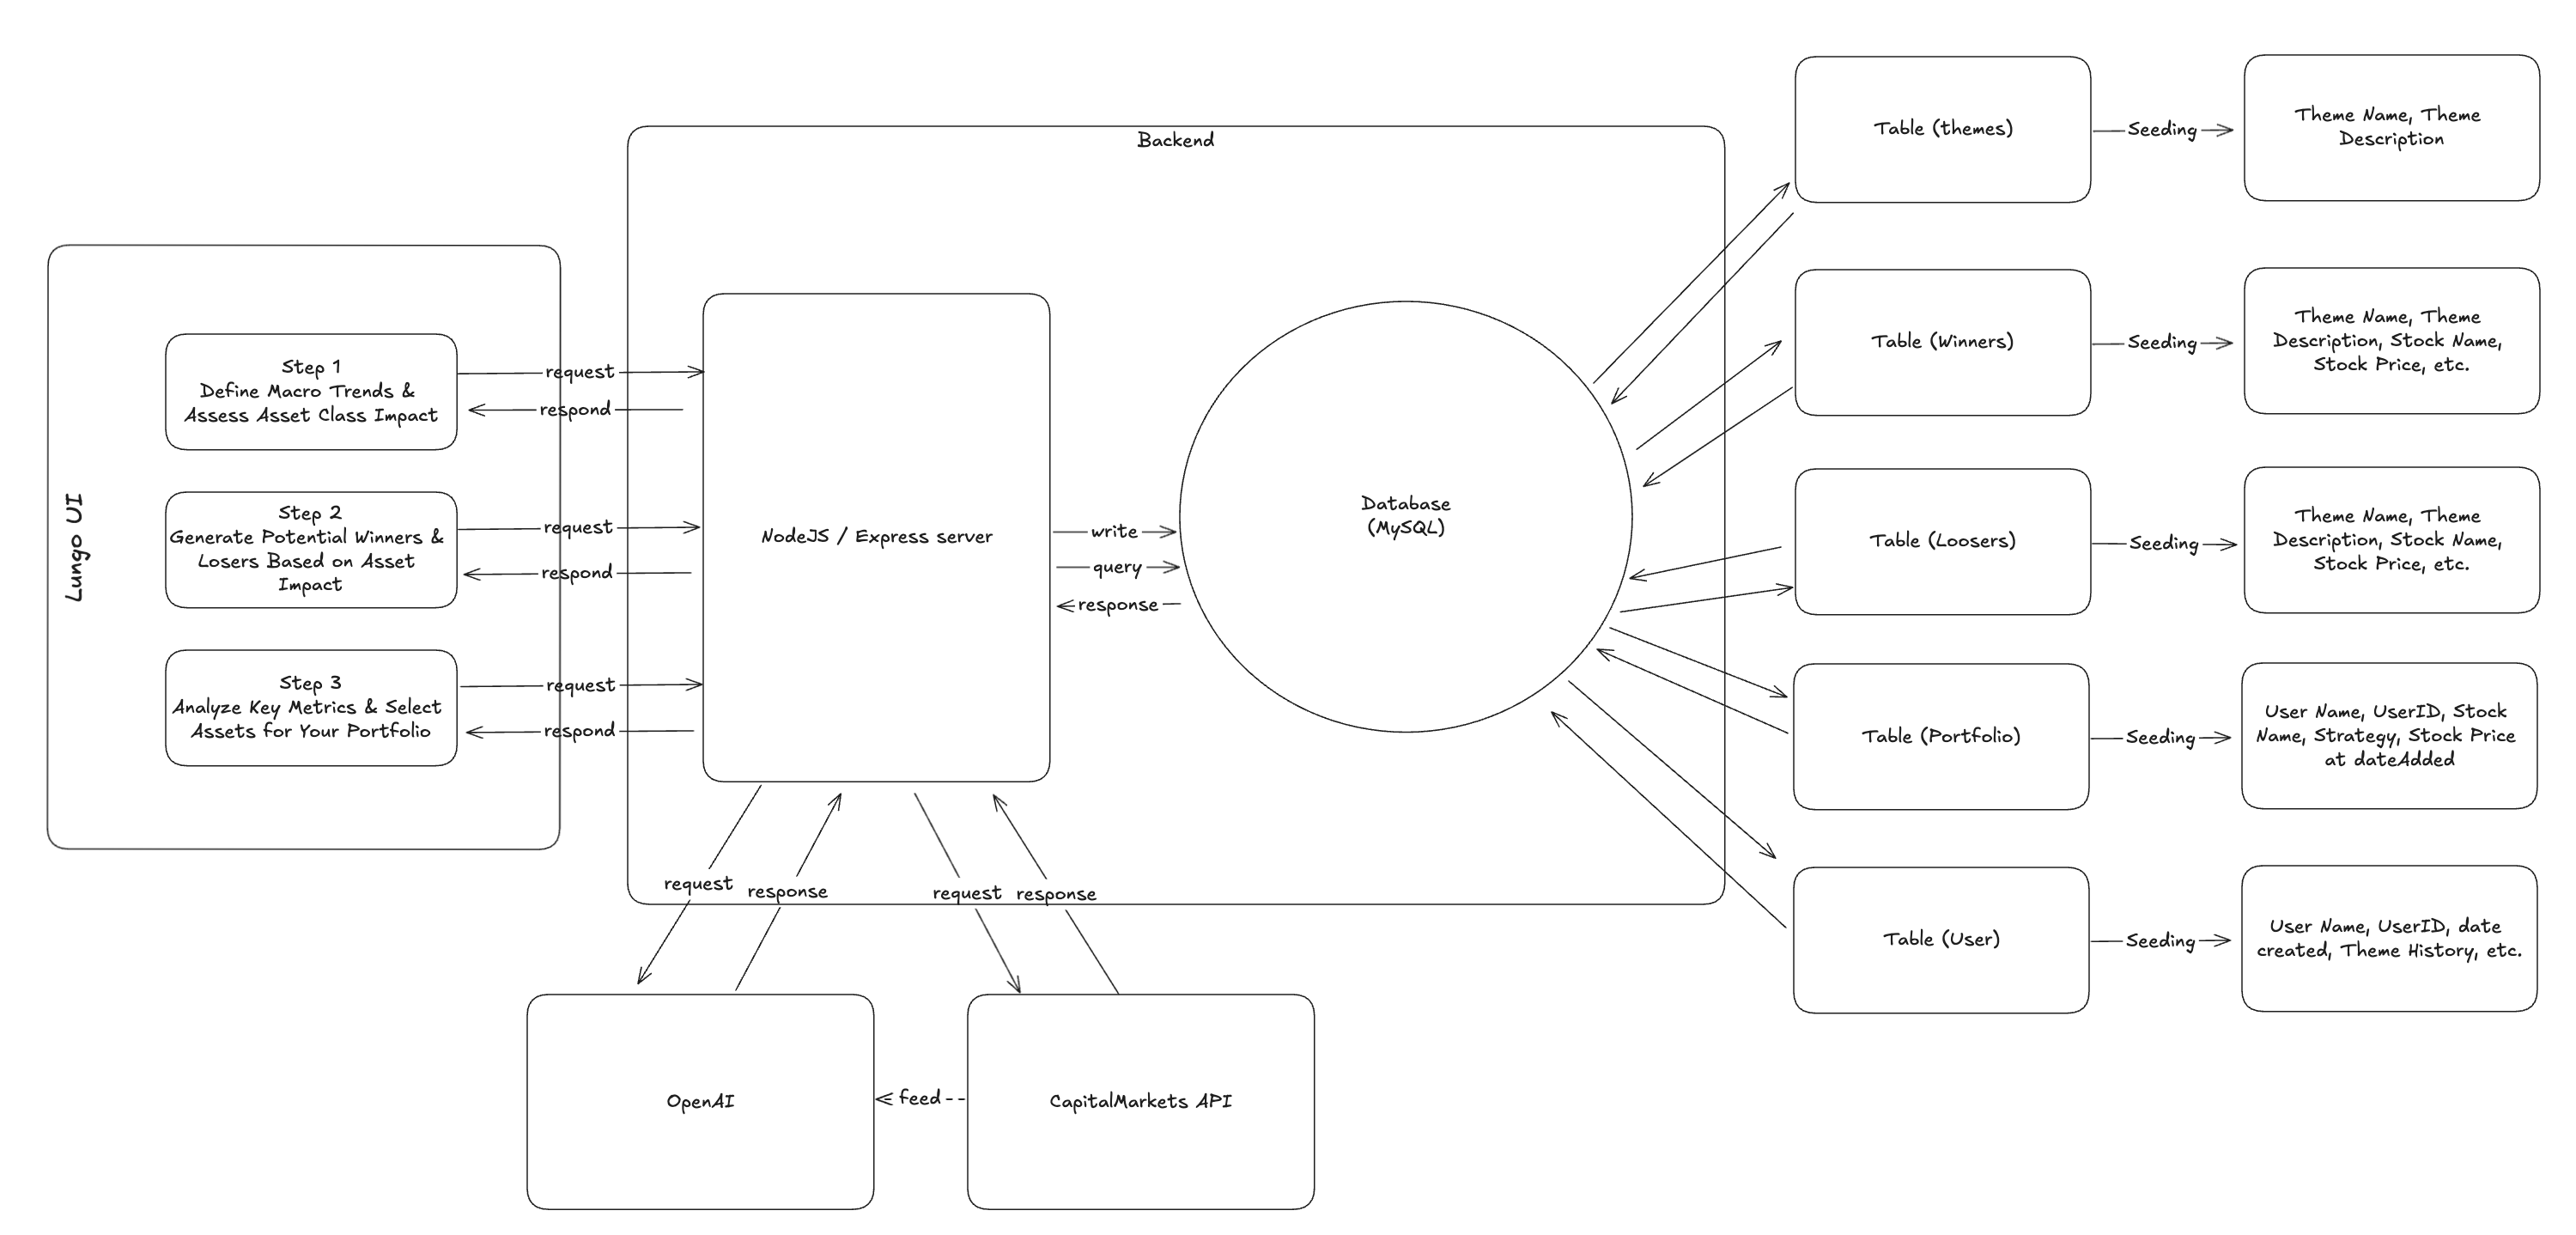 Lungo UI
Step 1
Define Macro Trends &
Assess Asset Class Impact
Step 2
Generate Potential Winners &
Losers Based on Asset
Impact
Step 3
Analyze Key Metrics & Select
Assets for Your Portfolio
request
respond
request
respond
request
respond
Backend
NodeJS / Express server
write
query
response
Database
(MySQL)
request
response
request
response
OpenAI
feed
CapitalMarkets API
Table (themes)
Seeding
Theme Name, Theme
Description
Table (Winners)
Seeding
Theme Name, Theme
Description, Stock Name,
Stock Price, etc.
Table (Loosers)
Seeding
Theme Name, Theme
Description, Stock Name,
Stock Price, etc.
Table (Portfolio)
Seeding
User Name, UserID, Stock
Name, Strategy, Stock Price
at dateAdded
Table (User)
Seeding
User Name, UserID, date
created, Theme History, etc.